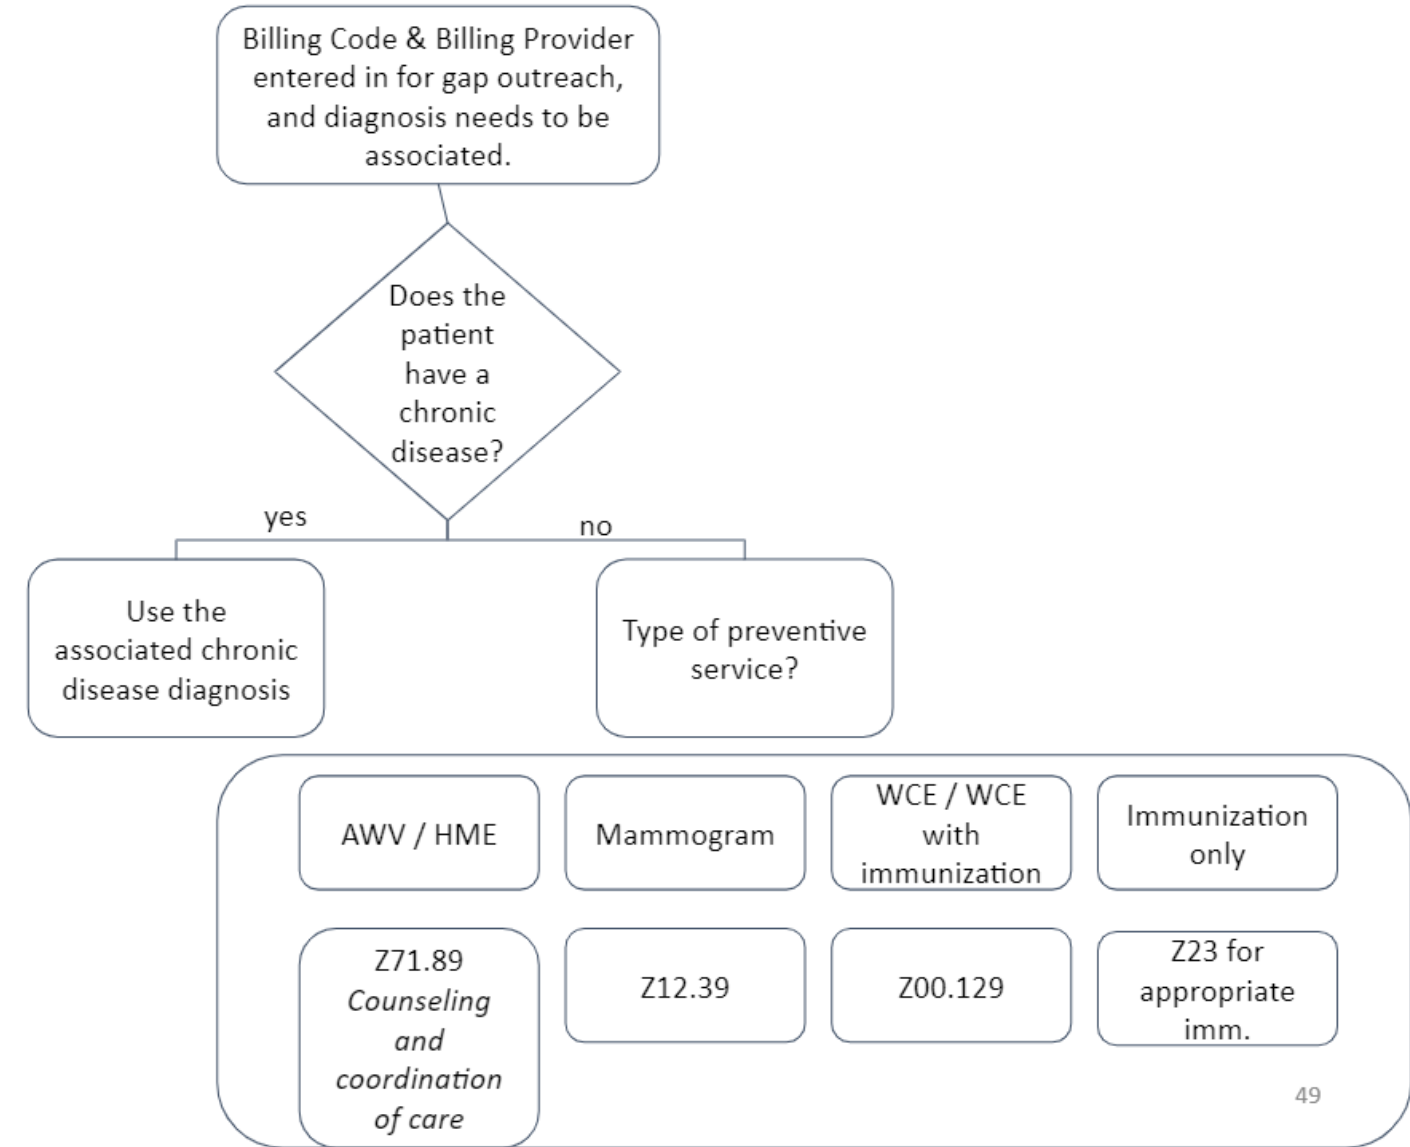 Billing Code & Billing Provider
entered in for gap outreach,
and diagnosis needs to be
associated.
Does the
patient
have a
chronic
disease?
yes
no
Use the
associated chronic
disease diagnosis
Type of preventive
service?
AWV / HME
Mammogram
WCE / WCE
with
immunization
Immunization
only
Z71.89
Counseling
and
coordination
of care
Z12.39
Z00.129
Z23 for
appropriate
imm.
49